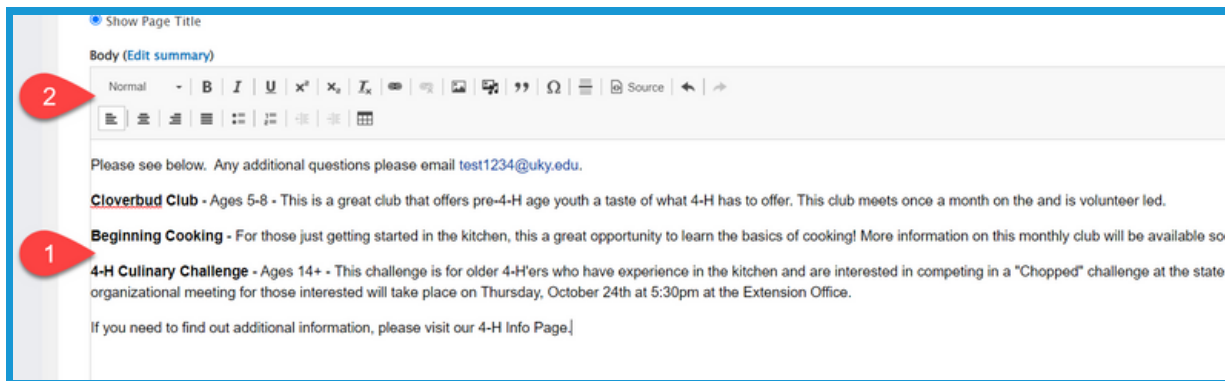 Show Page Title
Body (Edit summary)
Normal B I U x² xₐ Iₓ Ω Source
2
Please see below.  Any additional questions please email test1234@uky.edu.
Cloverbud Club - Ages 5-8 - This is a great club that offers pre-4-H age youth a taste of what 4-H has to offer. This club meets once a month on the and is volunteer led.
Beginning Cooking - For those just getting started in the kitchen, this a great opportunity to learn the basics of cooking! More information on this monthly club will be available so
1
4-H Culinary Challenge - Ages 14+ - This challenge is for older 4-H'ers who have experience in the kitchen and are interested in competing in a "Chopped" challenge at the state
organizational meeting for those interested will take place on Thursday, October 24th at 5:30pm at the Extension Office.
If you need to find out additional information, please visit our 4-H Info Page.